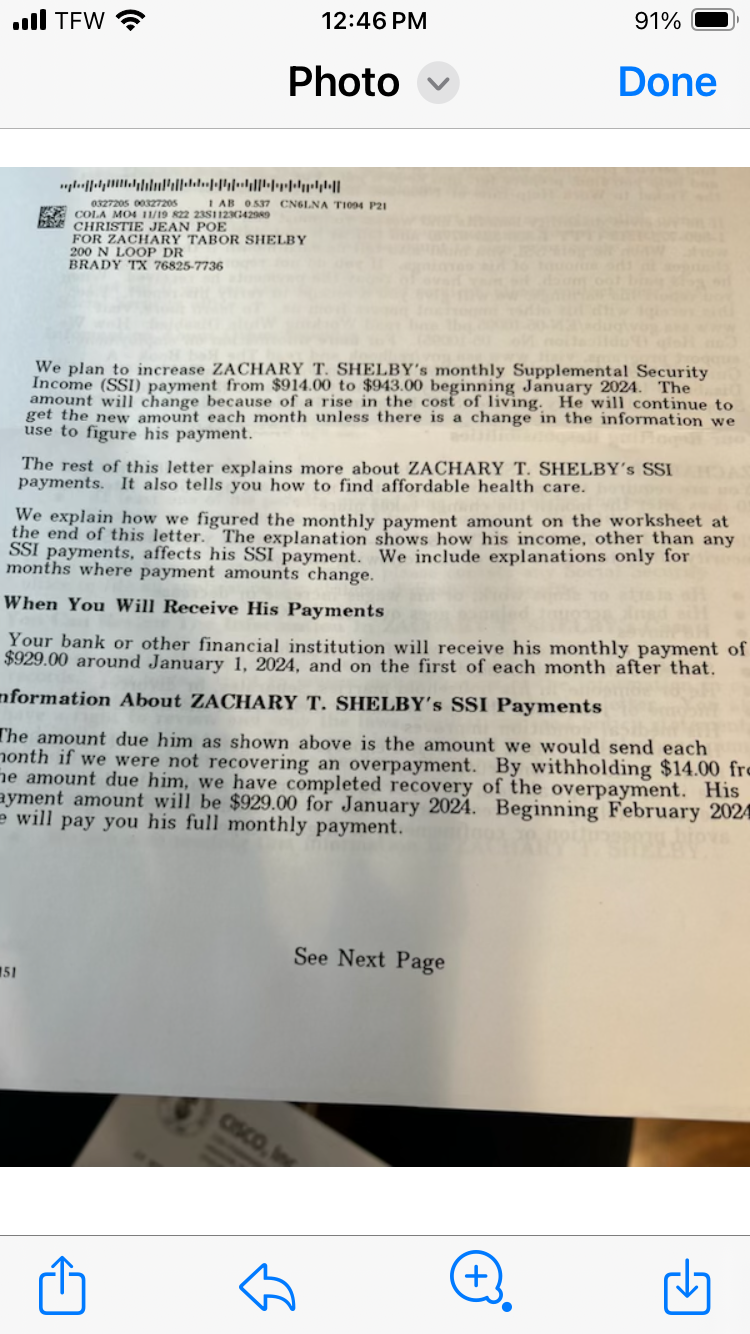 TFW
12:46 PM
91%
Photo
Done
0327205 00327205 1 AB 0.537 CN6LNA T1094 P21
COLA MO4 11/19 822 23S1123G42989
CHRISTIE JEAN POE
FOR ZACHARY TABOR SHELBY
200 N LOOP DR
BRADY TX 76825-7736
We plan to increase ZACHARY T. SHELBY's monthly Supplemental Security
Income (SSI) payment from $914.00 to $943.00 beginning January 2024. The
amount will change because of a rise in the cost of living. He will continue to
get the new amount each month unless there is a change in the information we
use to figure his payment.
The rest of this letter explains more about ZACHARY T. SHELBY's SSI
payments. It also tells you how to find affordable health care.
We explain how we figured the monthly payment amount on the worksheet at
the end of this letter. The explanation shows how his income, other than any
SSI payments, affects his SSI payment. We include explanations only for
months where payment amounts change.
When You Will Receive His Payments
Your bank or other financial institution will receive his monthly payment of
$929.00 around January 1, 2024, and on the first of each month after that.
nformation About ZACHARY T. SHELBY's SSI Payments
The amount due him as shown above is the amount we would send each
month if we were not recovering an overpayment. By withholding $14.00 fr
he amount due him, we have completed recovery of the overpayment. His
ayment amount will be $929.00 for January 2024. Beginning February 2024
e will pay you his full monthly payment.
See Next Page
151
CISCO, Inc